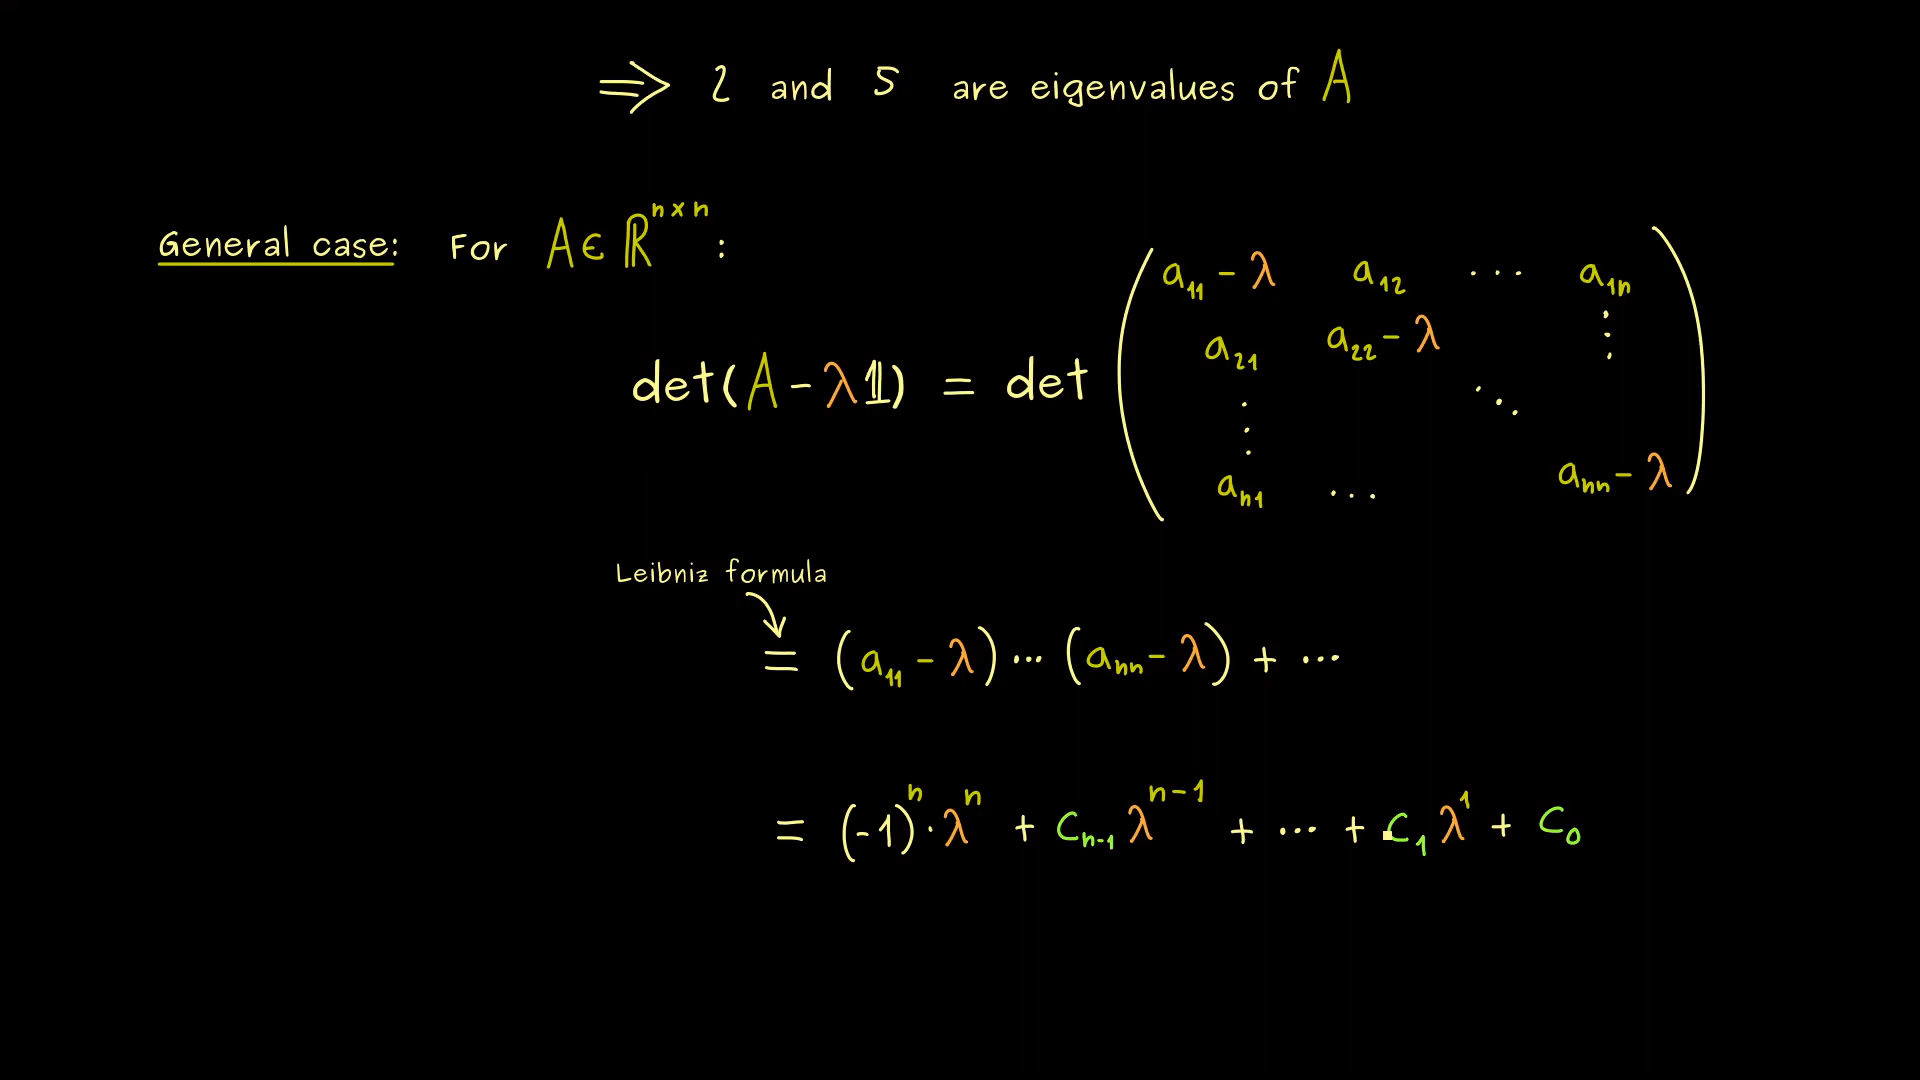 ⇒ 2 and 5 are eigenvalues of A
General case: For A ∈ ℝⁿˣⁿ :
det(A - λ𝟙) = det ( a₁₁ - λ a₁₂ ... a₁ₙ
a₂₁ a₂₂ - λ ⋮
⋮ ⋱
aₙ₁ ... aₙₙ - λ )
Leibniz formula
= (a₁₁ - λ) ... (aₙₙ - λ) + ...
= (-1)ⁿ · λⁿ + cₙ₋₁ λⁿ⁻¹ + ... + c₁ λ¹ + c₀